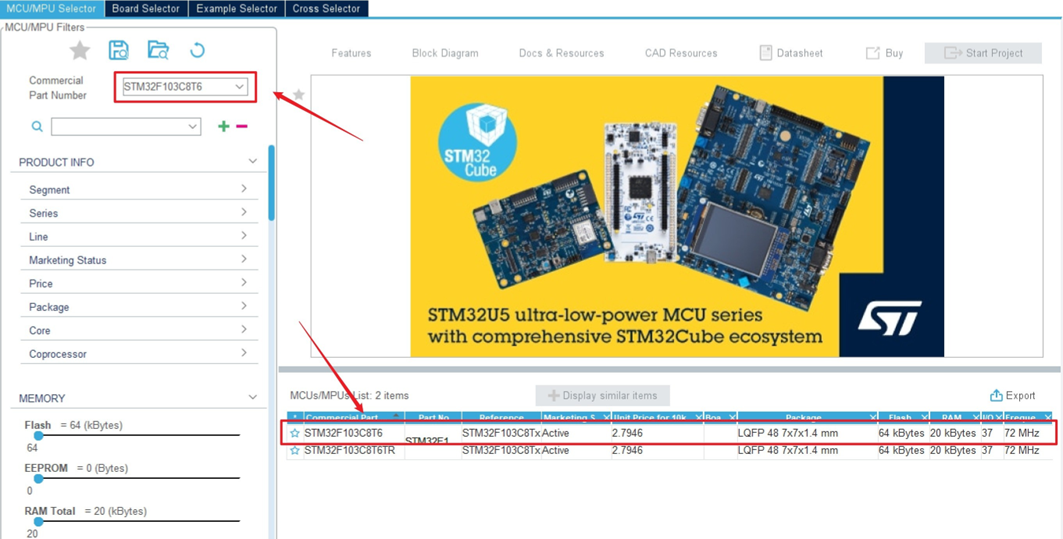 MCU/MPU Selector
Board Selector
Example Selector
Cross Selector
MCU/MPU Filters
Commercial
Part Number
STM32F103C8T6
PRODUCT INFO
Segment
Series
Line
Marketing Status
Price
Package
Core
Coprocessor
MEMORY
Flash = 64 (kBytes)
64
EEPROM = 0 (Bytes)
0
RAM Total = 20 (kBytes)
20
Features
Block Diagram
Docs & Resources
CAD Resources
Datasheet
Buy
Start Project
STM32
Cube
STM32U5 ultra-low-power MCU series
with comprehensive STM32Cube ecosystem
ST
MCUs/MPUs List: 2 items
Display similar items
Export
* Commercial Part Part No Reference Marketing S. X Unit Price for 10k X Boa X Package X Flash X RAM X I/O X Freque X
STM32F103C8T6 STM32F1 STM32F103C8Tx Active 2.7946 LQFP 48 7x7x1.4 mm 64 kBytes 20 kBytes 37 72 MHz
STM32F103C8T6TR STM32F103C8Tx Active 2.7946 LQFP 48 7x7x1.4 mm 64 kBytes 20 kBytes 37 72 MHz